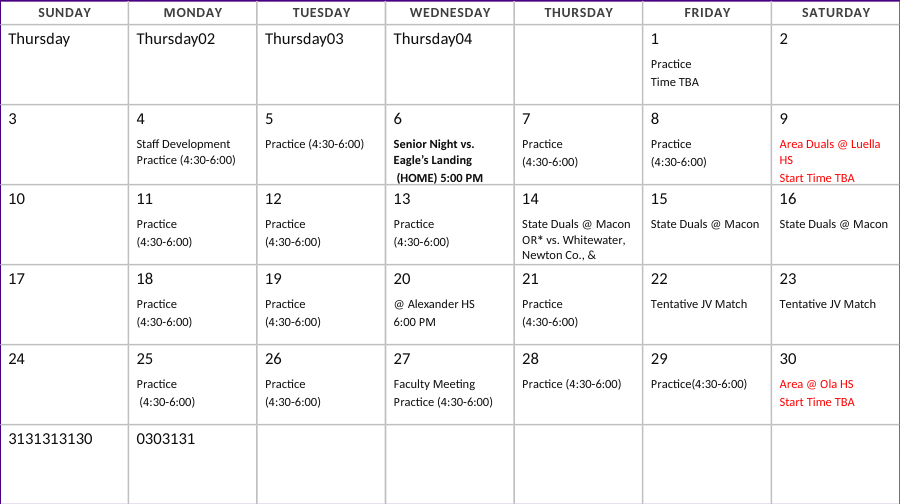 SUNDAY MONDAY TUESDAY WEDNESDAY THURSDAY FRIDAY SATURDAY
Thursday Thursday02 Thursday03 Thursday04 1 2
Practice
Time TBA
3 4 5 6 7 8 9
Staff Development
Practice (4:30-6:00)
Practice (4:30-6:00)
Senior Night vs.
Eagle's Landing
(HOME) 5:00 PM
Practice
(4:30-6:00)
Practice
(4:30-6:00)
Area Duals @ Luella
HS
Start Time TBA
10 11 12 13 14 15 16
Practice
(4:30-6:00)
Practice
(4:30-6:00)
Practice
(4:30-6:00)
State Duals @ Macon
OR* vs. Whitewater,
Newton Co., &
State Duals @ Macon
State Duals @ Macon
17 18 19 20 21 22 23
Practice
(4:30-6:00)
Practice
(4:30-6:00)
@ Alexander HS
6:00 PM
Practice
(4:30-6:00)
Tentative JV Match
Tentative JV Match
24 25 26 27 28 29 30
Practice
(4:30-6:00)
Practice
(4:30-6:00)
Faculty Meeting
Practice (4:30-6:00)
Practice (4:30-6:00)
Practice(4:30-6:00)
Area @ Ola HS
Start Time TBA
3131313130 0303131